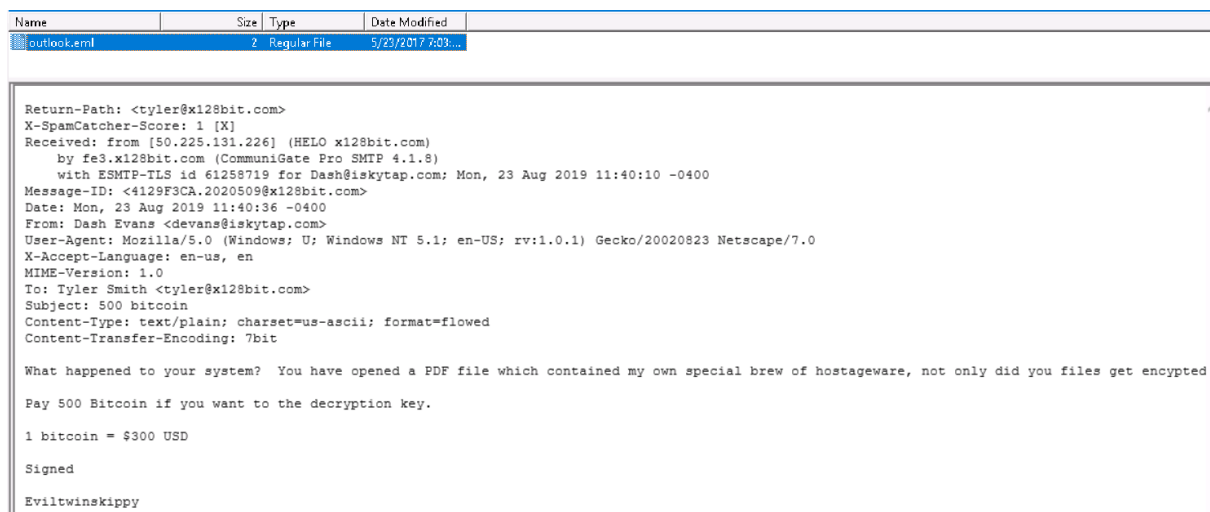 Name Size Type Date Modified
outlook.eml 2 Regular File 5/23/2017 7:03:...
Return-Path: <tyler@x128bit.com>
X-SpamCatcher-Score: 1 [X]
Received: from [50.225.131.226] (HELO x128bit.com)
by fe3.x128bit.com (CommuniGate Pro SMTP 4.1.8)
with ESMTP-TLS id 61258719 for Dash@iskytap.com; Mon, 23 Aug 2019 11:40:10 -0400
Message-ID: <4129F3CA.2020509@x128bit.com>
Date: Mon, 23 Aug 2019 11:40:36 -0400
From: Dash Evans <devans@iskytap.com>
User-Agent: Mozilla/5.0 (Windows; U; Windows NT 5.1; en-US; rv:1.0.1) Gecko/20020823 Netscape/7.0
X-Accept-Language: en-us, en
MIME-Version: 1.0
To: Tyler Smith <tyler@x128bit.com>
Subject: 500 bitcoin
Content-Type: text/plain; charset=us-ascii; format=flowed
Content-Transfer-Encoding: 7bit
What happened to your system?  You have opened a PDF file which contained my own special brew of hostageware, not only did you files get encypted
Pay 500 Bitcoin if you want to the decryption key.
1 bitcoin = $300 USD
Signed
Eviltwinskippy